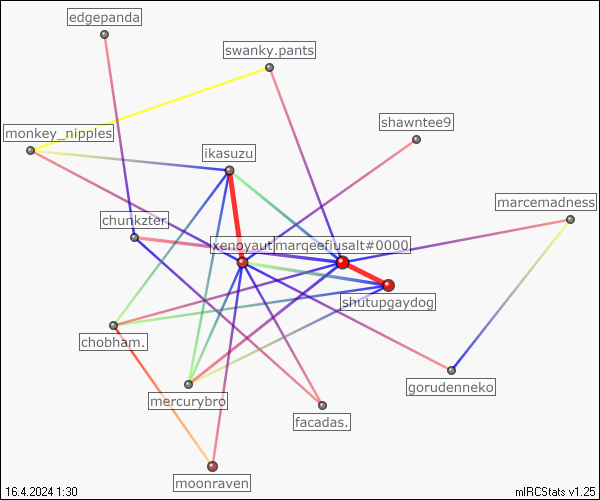 edgepanda
swanky.pants
shawntee9
monkey_nipples
ikasuzu
marcemadness
chunkzter
xenoyaut
marqeefiusalt#0000
shutupgaydog
chobham.
gorudenneko
mercurybro
facadas.
moonraven
16.4.2024 1:30
mIRCStats v1.25